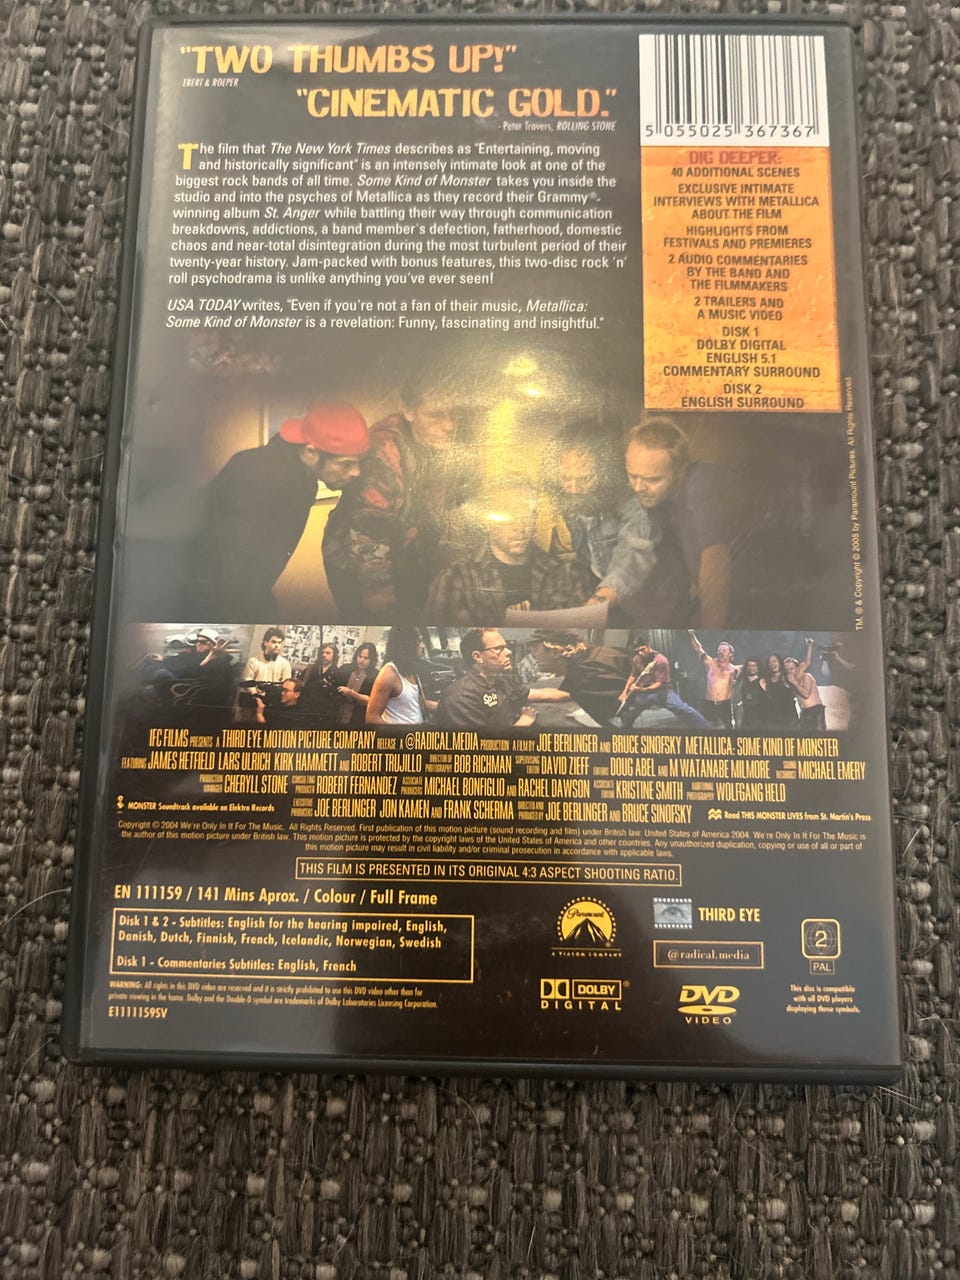 "TWO THUMBS UP!"
EBERT & ROEPER
"CINEMATIC GOLD."
- Peter Travers, ROLLING STONE
The film that The New York Times describes as "Entertaining, moving
and historically significant" is an intensely intimate look at one of the
biggest rock bands of all time. Some Kind of Monster takes you inside the
studio and into the psyches of Metallica as they record their Grammy®-
winning album St. Anger while battling their way through communication
breakdowns, addictions, a band member's defection, fatherhood, domestic
chaos and near-total disintegration during the most turbulent period of their
twenty-year history. Jam-packed with bonus features, this two-disc rock 'n'
roll psychodrama is unlike anything you've ever seen!
USA TODAY writes, "Even if you're not a fan of their music, Metallica:
Some Kind of Monster is a revelation: Funny, fascinating and insightful."
5 055025 367367
DIG DEEPER:
40 ADDITIONAL SCENES
EXCLUSIVE INTIMATE
INTERVIEWS WITH METALLICA
ABOUT THE FILM
HIGHLIGHTS FROM
FESTIVALS AND PREMIERES
2 AUDIO COMMENTARIES
BY THE BAND AND
THE FILMMAKERS
2 TRAILERS AND
A MUSIC VIDEO
DISK 1
DOLBY DIGITAL
ENGLISH 5.1
COMMENTARY SURROUND
DISK 2
ENGLISH SURROUND
TM, ® & Copyright © 2005 by Paramount Pictures. All Rights Reserved.
IFC FILMS PRESENTS A THIRD EYE MOTION PICTURE COMPANY RELEASE A @RADICAL.MEDIA PRODUCTION A FILM BY JOE BERLINGER AND BRUCE SINOFSKY METALLICA: SOME KIND OF MONSTER
FEATURING JAMES HETFIELD LARS ULRICH KIRK HAMMETT AND ROBERT TRUJILLO DIRECTOR OF PHOTOGRAPHY BOB RICHMAN SUPERVISING EDITOR DAVID ZIEFF EDITORS DOUG ABEL AND M WATANABE MILMORE SOUND RECORDIST MICHAEL EMERY
PRODUCTION MANAGER CHERYLL STONE CONSULTING PRODUCER ROBERT FERNANDEZ ASSOCIATE PRODUCERS MICHAEL BONFIGLIO AND RACHEL DAWSON ASSOCIATE EDITOR KRISTINE SMITH ADDITIONAL PHOTOGRAPHY WOLFGANG HELD
MONSTER Soundtrack available on Elektra Records
EXECUTIVE PRODUCERS JOE BERLINGER JON KAMEN AND FRANK SCHERMA DIRECTED AND PRODUCED BY JOE BERLINGER AND BRUCE SINOFSKY
Read THIS MONSTER LIVES from St. Martin's Press
Copyright © 2004 We're Only In It For The Music. All Rights Reserved. First publication of this motion picture (sound recording and film) under British law: United States of America 2004. We're Only In It For The Music is
the author of this motion picture under British law. This motion picture is protected by the copyright laws of the United States of America and other countries. Any unauthorized duplication, copying or use of all or part of
this motion picture may result in civil liability and/or criminal prosecution in accordance with applicable laws.
THIS FILM IS PRESENTED IN ITS ORIGINAL 4:3 ASPECT SHOOTING RATIO.
EN 111159 / 141 Mins Aprox. / Colour / Full Frame
Disk 1 & 2 - Subtitles: English for the hearing impaired, English,
Danish, Dutch, Finnish, French, Icelandic, Norwegian, Swedish
Disk 1 - Commentaries Subtitles: English, French
WARNING: All rights in this DVD video are reserved and it is strictly prohibited to use this DVD video other than for
private viewing in the home. Dolby and the Double-D symbol are trademarks of Dolby Laboratories Licensing Corporation.
E1111159SV
Paramount
A VIACOM COMPANY
DOLBY
DIGITAL
THIRD EYE
@radical.media
DVD
VIDEO
2
PAL
This disc is compatible
with all DVD players
displaying these symbols.